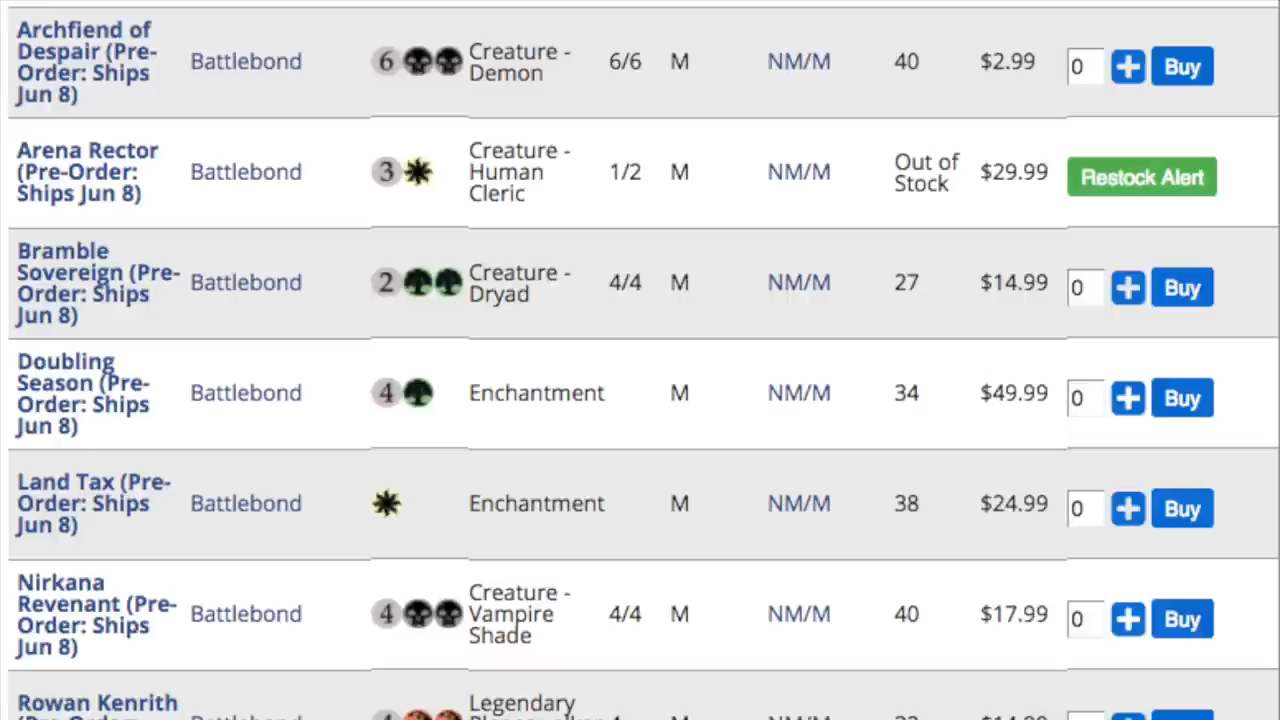 Archfiend of
Despair (Pre-
Order: Ships
Jun 8)
Battlebond
6
Creature -
Demon
6/6
M
NM/M
40
$2.99
0
Buy
Arena Rector
(Pre-Order:
Ships Jun 8)
Battlebond
3
Creature -
Human
Cleric
1/2
M
NM/M
Out of
Stock
$29.99
Restock Alert
Bramble
Sovereign (Pre-
Order: Ships
Jun 8)
Battlebond
2
Creature -
Dryad
4/4
M
NM/M
27
$14.99
0
Buy
Doubling
Season (Pre-
Order: Ships
Jun 8)
Battlebond
4
Enchantment
M
NM/M
34
$49.99
0
Buy
Land Tax (Pre-
Order: Ships
Jun 8)
Battlebond
Enchantment
M
NM/M
38
$24.99
0
Buy
Nirkana
Revenant (Pre-
Order: Ships
Jun 8)
Battlebond
4
Creature -
Vampire
Shade
4/4
M
NM/M
40
$17.99
0
Buy
Rowan Kenrith
Legendary